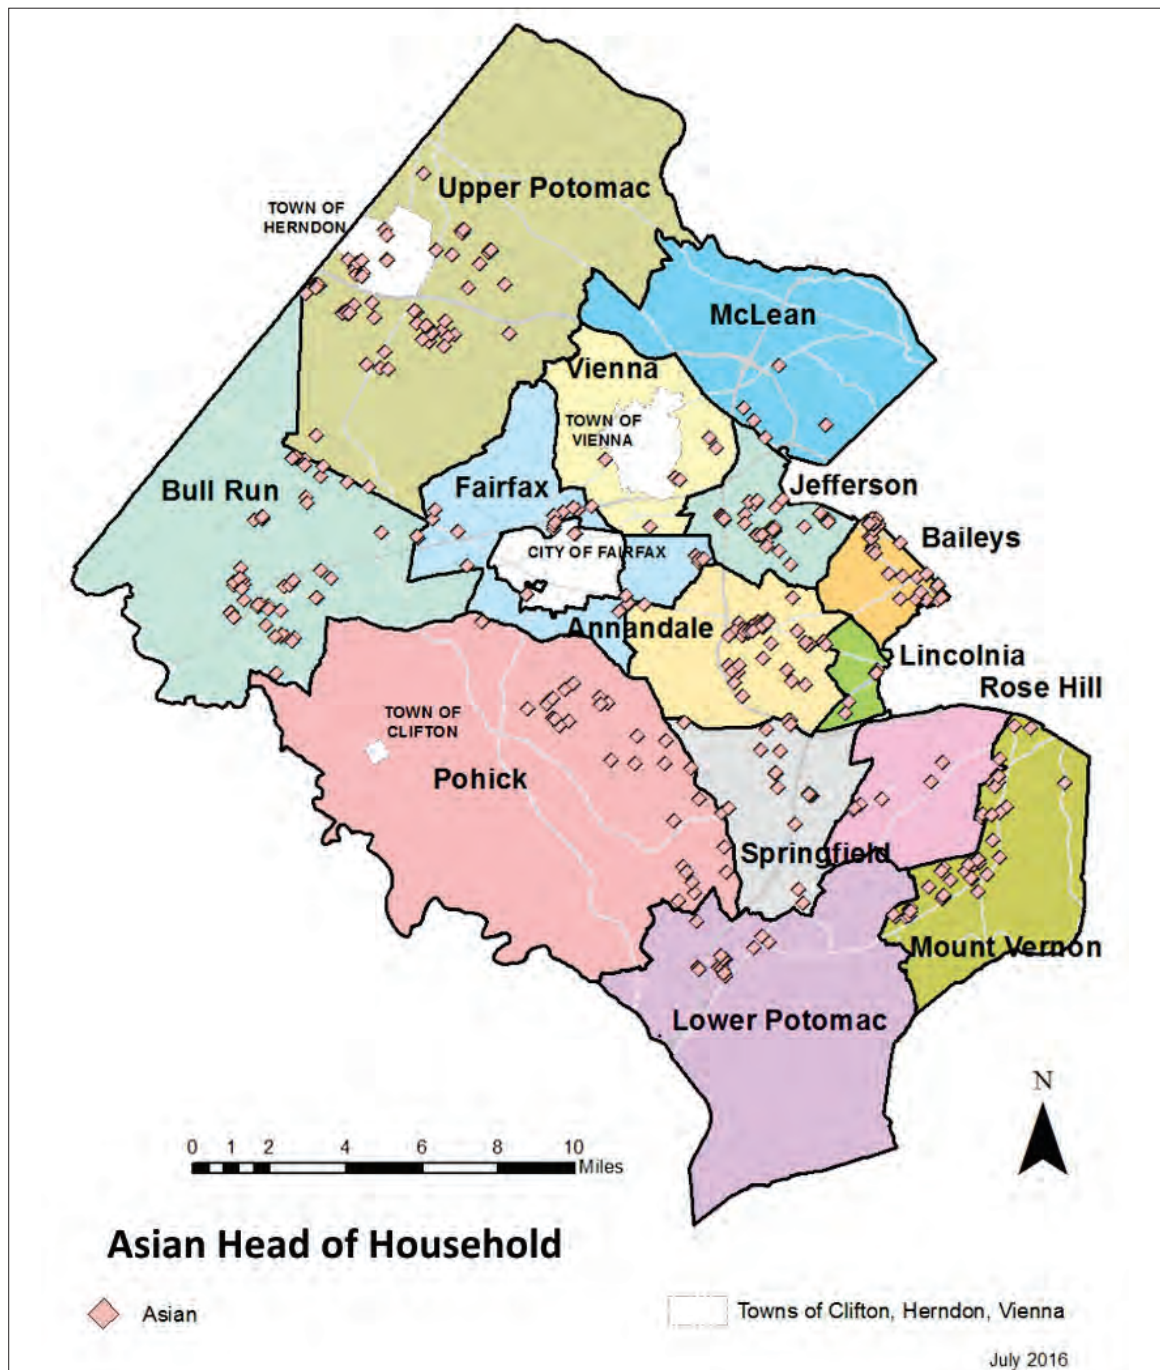 Upper Potomac
TOWN OF
HERNDON
McLean
Vienna
TOWN OF
VIENNA
Bull Run
Fairfax
Jefferson
Baileys
CITY OF FAIRFAX
Annandale
Lincolnia
Rose Hill
TOWN OF
CLIFTON
Pohick
Springfield
Mount Vernon
Lower Potomac
N
0 1 2 4 6 8 10
Miles
Asian Head of Household
Asian
Towns of Clifton, Herndon, Vienna
July 2016